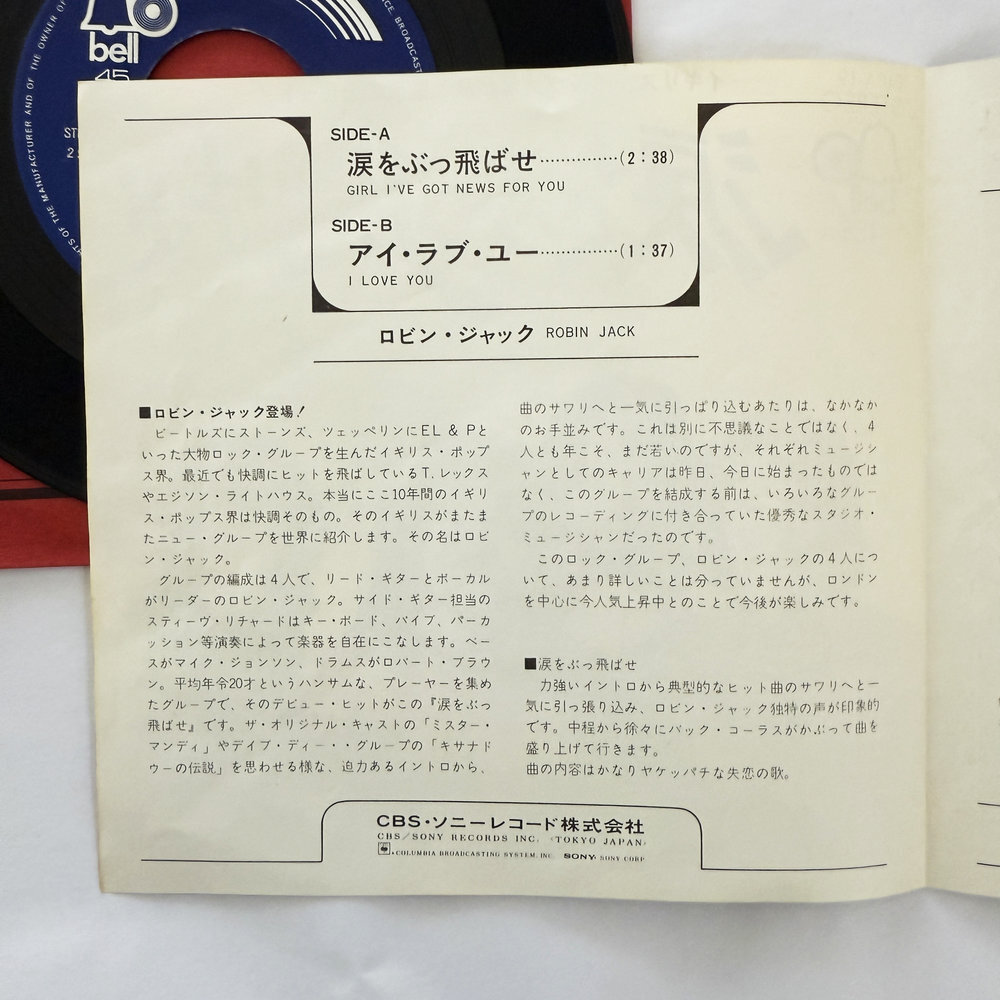 bell
45
GHTS OF THE MANUFACTURER AND OF THE OWNER OF
BROADCAST
SIDE-A
涙をぶっ飛ばせ……………(2:38)
GIRL I'VE GOT NEWS FOR YOU
SIDE-B
アイ・ラブ・ユー……………(1:37)
I LOVE YOU
ロビン・ジャック ROBIN JACK
■ロビン・ジャック登場!
ビートルズにストーンズ、ツェッペリンにEL & Pと
いった大物ロック・グループを生んだイギリス・ポップ
ス界。最近でも快調にヒットを飛ばしているT.レックス
やエジソン・ライトハウス。本当にここ10年間のイギリ
ス・ポップス界は快調そのもの。そのイギリスがまたま
たニュー・グループを世界に紹介します。その名はロビ
ン・ジャック。
グループの編成は4人で、リード・ギターとボーカル
がリーダーのロビン・ジャック。サイド・ギター担当の
スティーヴ・リチャードはキー・ボード、パイプ、パーカ
ッション等演奏によって楽器を自在にこなします。ベー
スがマイク・ジョンソン、ドラムスがロバート・ブラウ
ン。平均年令20才というハンサムな、プレーヤーを集め
たグループで、そのデビュー・ヒットがこの『涙をぶっ
飛ばせ』です。ザ・オリジナル・キャストの「ミスター・
マンディ」やデイブ・ディー・・グループの「キサナド
ゥーの伝説」を思わせる様な、迫力あるイントロから、
曲のサワリへと一気に引っぱり込むあたりは、なかなか
のお手並みです。これは別に不思議なことではなく、4
人とも年こそ、まだ若いのですが、それぞれミュージシ
ャンとしてのキャリアは昨日、今日に始まったものでは
なく、このグループを結成する前は、いろいろなグルー
プのレコーディングに付き合っていた優秀なスタジオ・
ミュージシャンだったのです。
このロック・グループ、ロビン・ジャックの4人につ
いて、あまり詳しいことは分っていませんが、ロンドン
を中心に今人気上昇中とのことで今後が楽しみです。
■涙をぶっ飛ばせ
力強いイントロから典型的なヒット曲のサワリへと一
気に引っ張り込み、ロビン・ジャック独特の声が印象的
です。中程から徐々にバック・コーラスがかぶって曲を
盛り上げて行きます。
曲の内容はかなりヤケッパチな失恋の歌。
CBS・ソニーレコード株式会社
CBS/SONY RECORDS INC. (TOKYO JAPAN)
COLUMBIA BROADCASTING SYSTEM, INC. SONY: SONY CORP